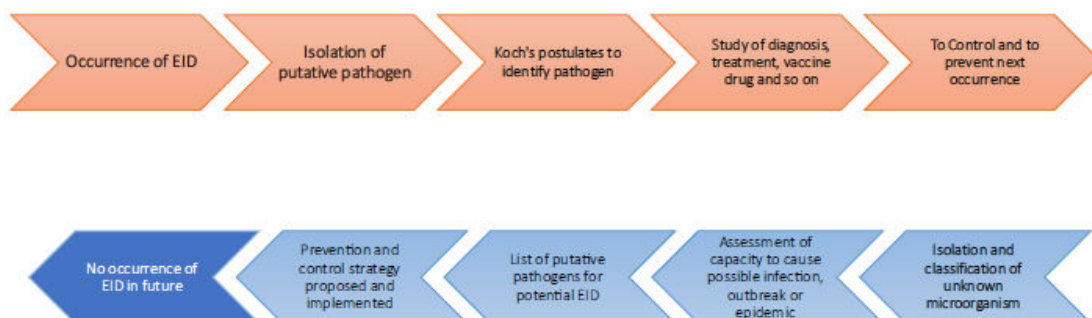 Occurrence of EID
Isolation of
putative pathogen
Koch's postulates to
identify pathogen
Study of diagnosis,
treatment, vaccine
drug and so on
To Control and to
prevent next
occurrence
No occurrence of
EID in future
Prevention and
control strategy
proposed and
implemented
List of putative
pathogens for
potential EID
Assessment of
capacity to cause
possible infection,
outbreak or
epidemic
Isolation and
classification of
unknown
microorganism